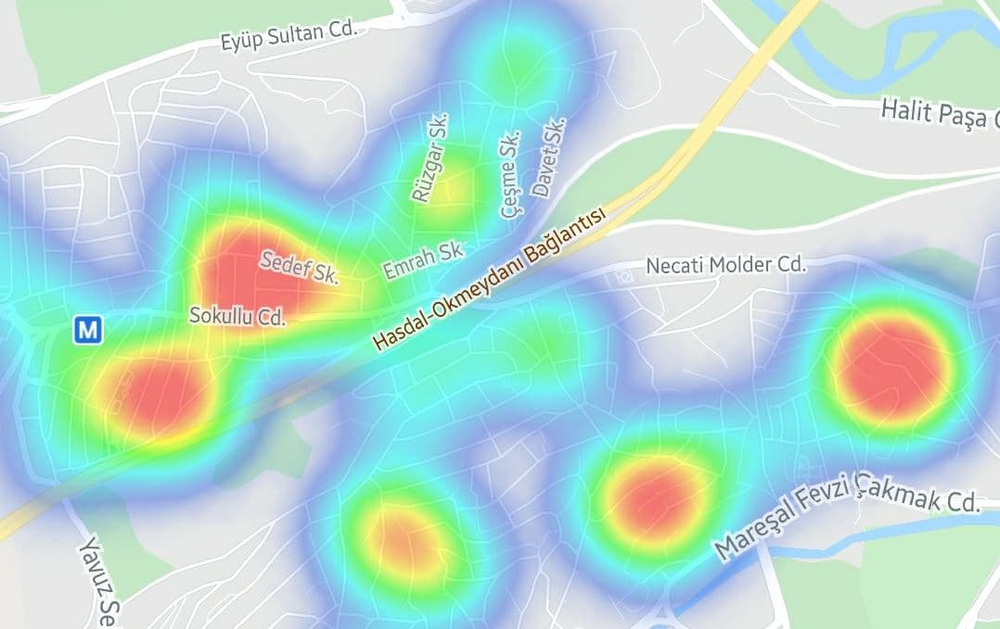 Eyüp Sultan Cd.
Halit Paşa C
Rüzgar Sk.
Çeşme Sk.
Davet Sk.
Sedef Sk.
Emrah Sk
Hasdal-Okmeydanı Bağlantısı
Necati Molder Cd.
Sokullu Cd.
M
Mareşal Fevzi Çakmak Cd.
Yavuz Se